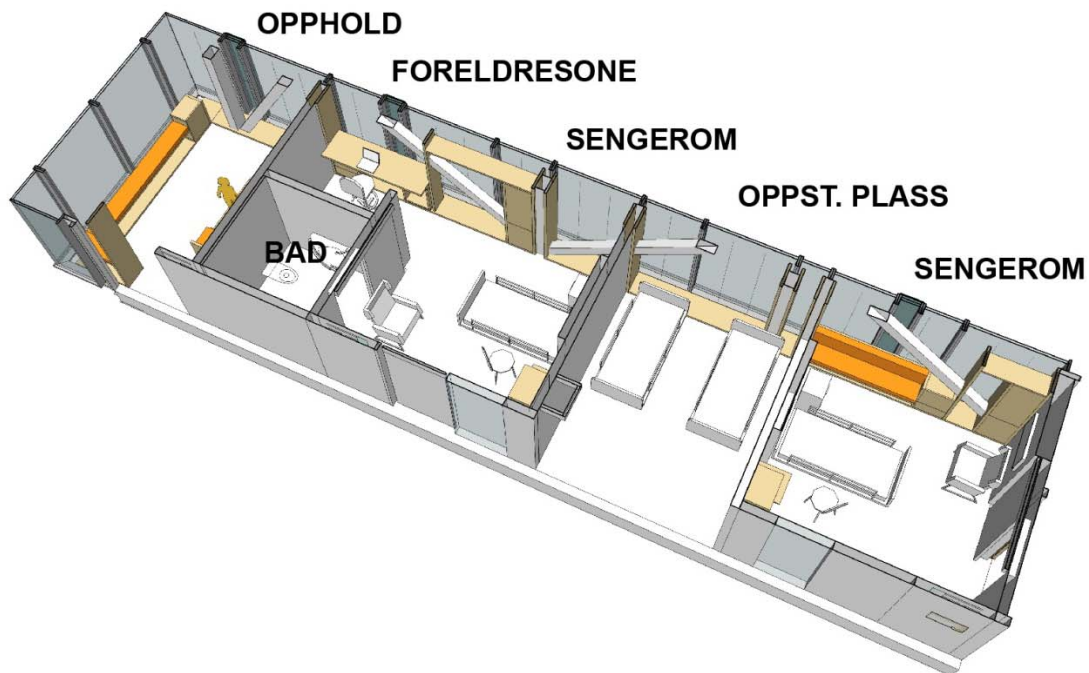 OPPHOLD
FORELDRESONE
SENGEROM
OPPST. PLASS
BAD
SENGEROM